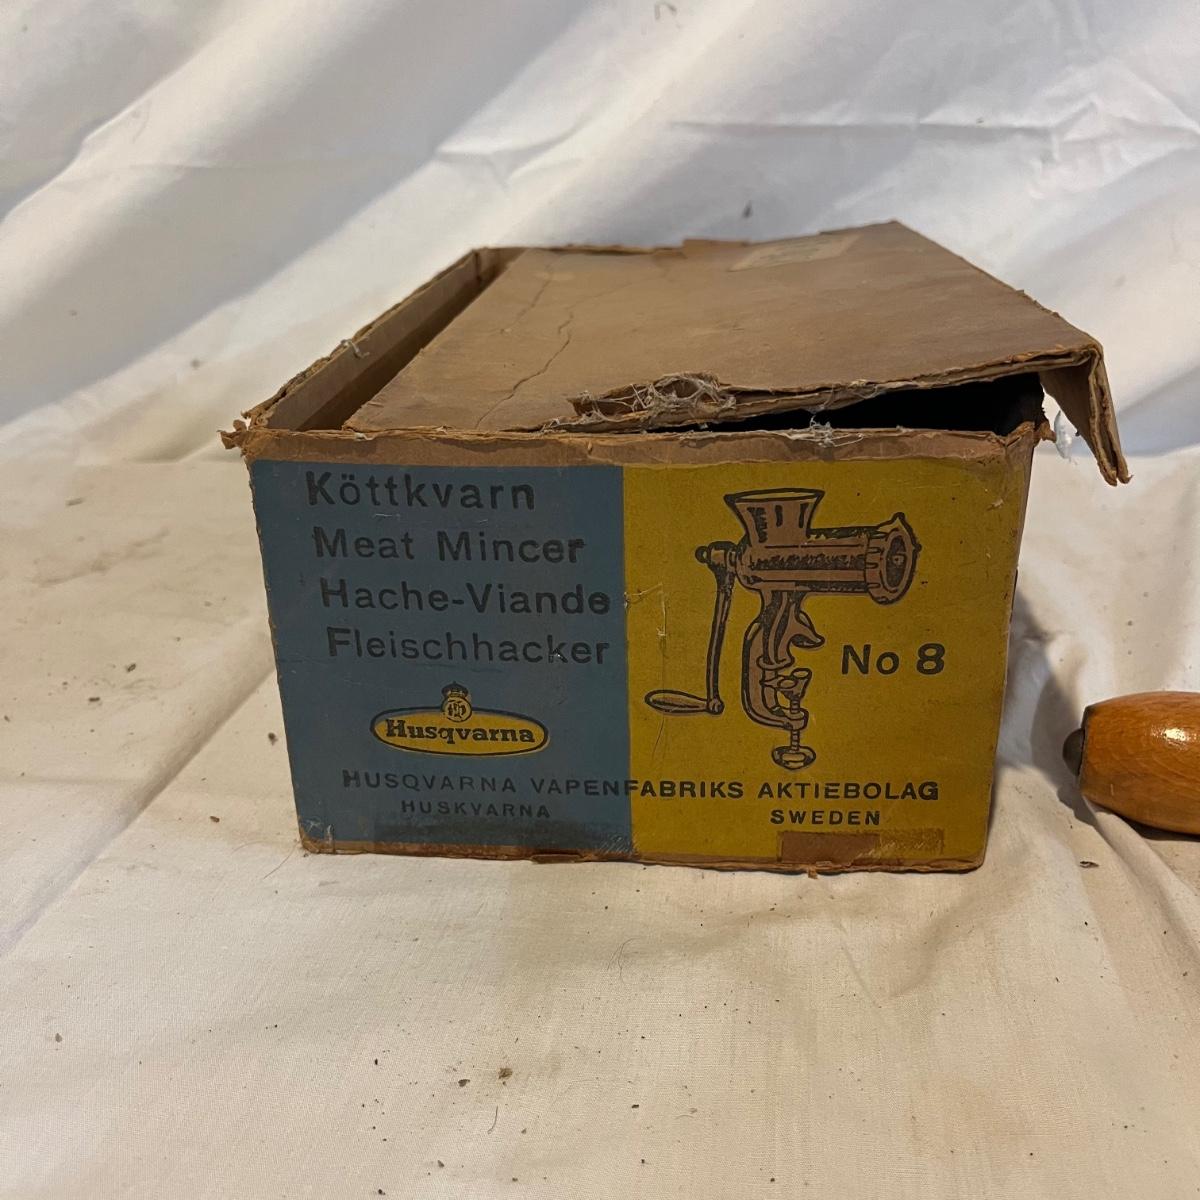 Köttkvarn
Meat Mincer
Hache-Viande
Fleischhacker
No 8
Husqvarna
HUSQVARNA VAPENFABRIKS AKTIEBOLAG
HUSKVARNA SWEDEN